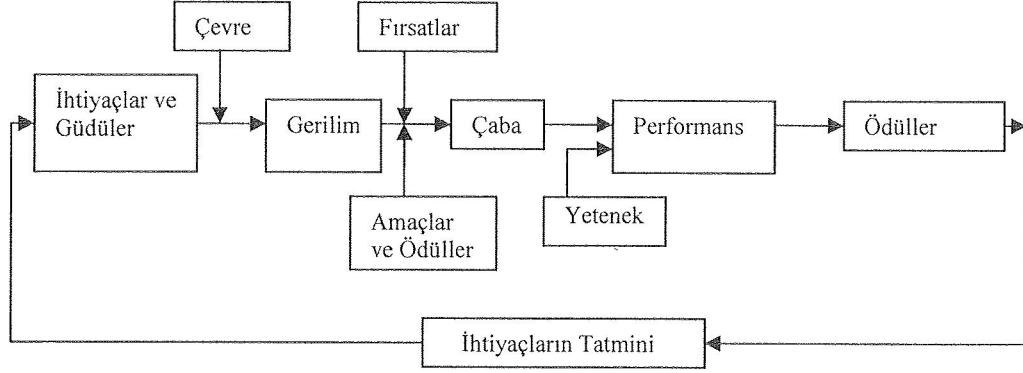 Çevre
Fırsatlar
İhtiyaçlar ve
Güdüler
Gerilim
Çaba
Performans
Ödüller
Amaçlar
ve Ödüller
Yetenek
İhtiyaçların Tatmini